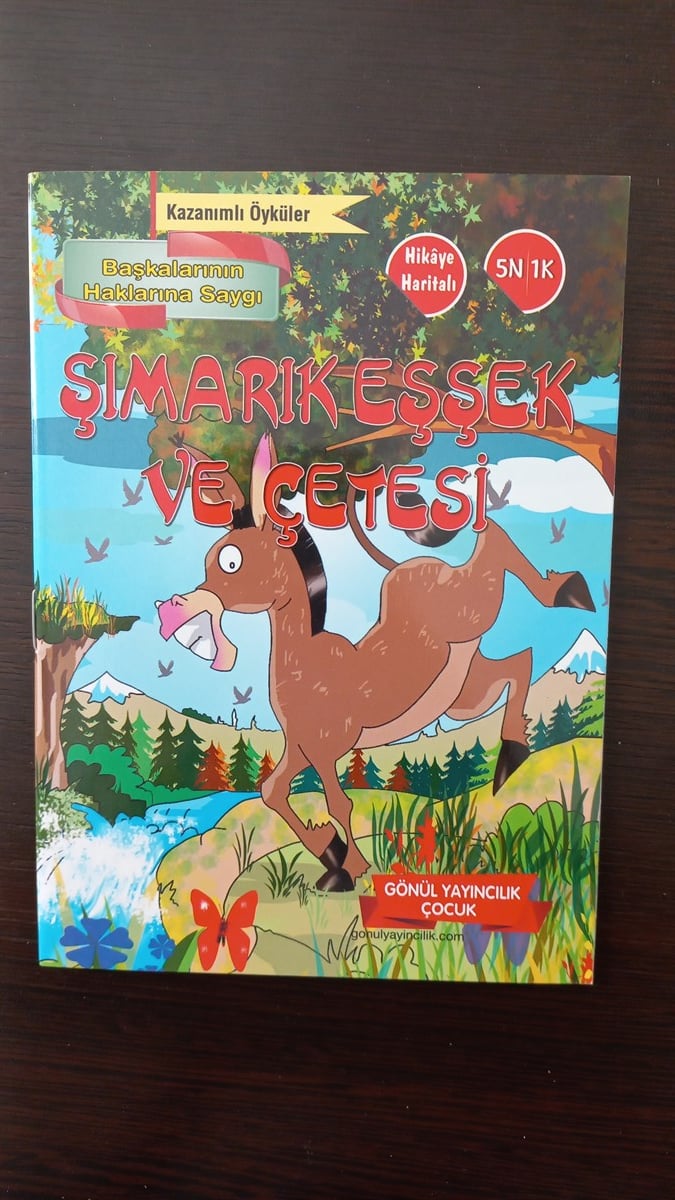 Kazanımlı Öyküler
Başkalarının
Haklarına Saygı
Hikâye
Haritalı
5N 1K
ŞIMARIK EŞŞEK
VE ÇETESİ
GÖNÜL YAYINCILIK
ÇOCUK
gonulyayincilik.com